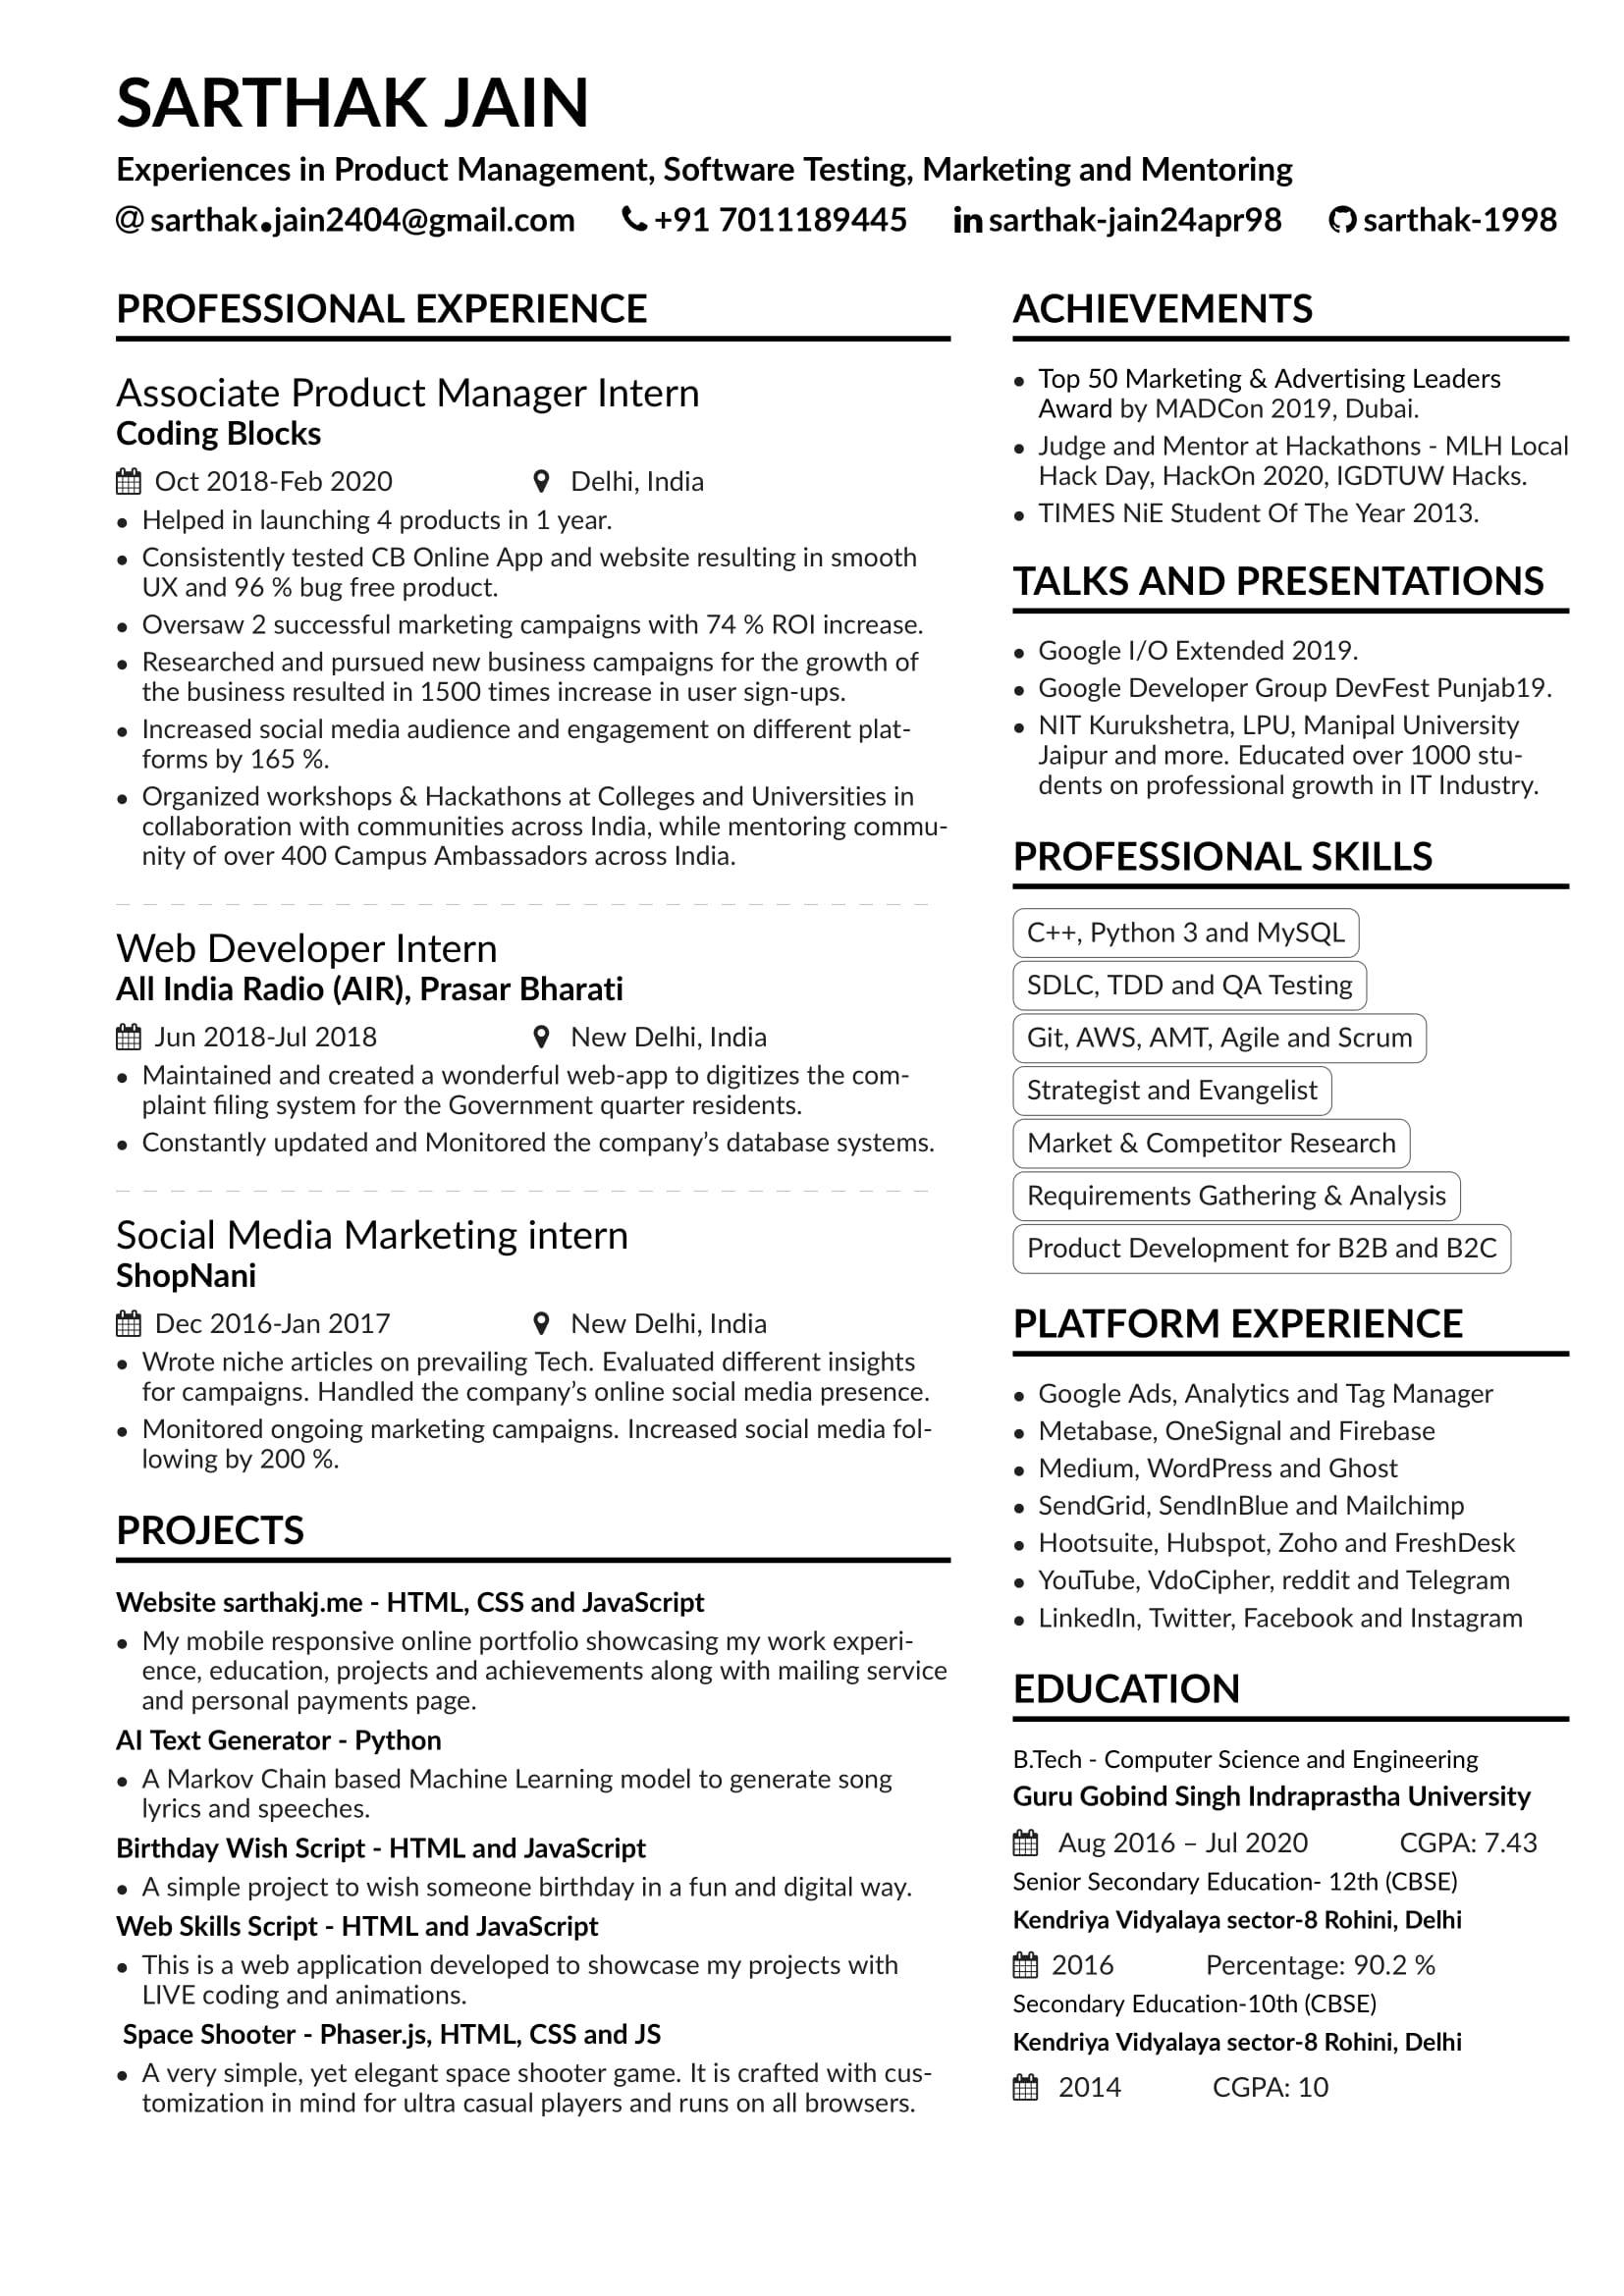 SARTHAK JAIN
Experiences in Product Management, Software Testing, Marketing and Mentoring
@ sarthak.jain2404@gmail.com +91 7011189445 in sarthak-jain24apr98 sarthak-1998
PROFESSIONAL EXPERIENCE
Associate Product Manager Intern
Coding Blocks
Oct 2018-Feb 2020 Delhi, India
• Helped in launching 4 products in 1 year.
• Consistently tested CB Online App and website resulting in smooth
UX and 96 % bug free product.
• Oversaw 2 successful marketing campaigns with 74 % ROI increase.
• Researched and pursued new business campaigns for the growth of
the business resulted in 1500 times increase in user sign-ups.
• Increased social media audience and engagement on different plat-
forms by 165 %.
• Organized workshops & Hackathons at Colleges and Universities in
collaboration with communities across India, while mentoring commu-
nity of over 400 Campus Ambassadors across India.
Web Developer Intern
All India Radio (AIR), Prasar Bharati
Jun 2018-Jul 2018 New Delhi, India
• Maintained and created a wonderful web-app to digitizes the com-
plaint filing system for the Government quarter residents.
• Constantly updated and Monitored the company's database systems.
Social Media Marketing intern
ShopNani
Dec 2016-Jan 2017 New Delhi, India
• Wrote niche articles on prevailing Tech. Evaluated different insights
for campaigns. Handled the company's online social media presence.
• Monitored ongoing marketing campaigns. Increased social media fol-
lowing by 200 %.
PROJECTS
Website sarthakj.me - HTML, CSS and JavaScript
• My mobile responsive online portfolio showcasing my work experi-
ence, education, projects and achievements along with mailing service
and personal payments page.
AI Text Generator - Python
• A Markov Chain based Machine Learning model to generate song
lyrics and speeches.
Birthday Wish Script - HTML and JavaScript
• A simple project to wish someone birthday in a fun and digital way.
Web Skills Script - HTML and JavaScript
• This is a web application developed to showcase my projects with
LIVE coding and animations.
Space Shooter - Phaser.js, HTML, CSS and JS
• A very simple, yet elegant space shooter game. It is crafted with cus-
tomization in mind for ultra casual players and runs on all browsers.
ACHIEVEMENTS
• Top 50 Marketing & Advertising Leaders
Award by MADCon 2019, Dubai.
• Judge and Mentor at Hackathons - MLH Local
Hack Day, HackOn 2020, IGDTUW Hacks.
• TIMES NiE Student Of The Year 2013.
TALKS AND PRESENTATIONS
• Google I/O Extended 2019.
• Google Developer Group DevFest Punjab19.
• NIT Kurukshetra, LPU, Manipal University
Jaipur and more. Educated over 1000 stu-
dents on professional growth in IT Industry.
PROFESSIONAL SKILLS
C++, Python 3 and MySQL
SDLC, TDD and QA Testing
Git, AWS, AMT, Agile and Scrum
Strategist and Evangelist
Market & Competitor Research
Requirements Gathering & Analysis
Product Development for B2B and B2C
PLATFORM EXPERIENCE
• Google Ads, Analytics and Tag Manager
• Metabase, OneSignal and Firebase
• Medium, WordPress and Ghost
• SendGrid, SendInBlue and Mailchimp
• Hootsuite, Hubspot, Zoho and FreshDesk
• YouTube, VdoCipher, reddit and Telegram
• LinkedIn, Twitter, Facebook and Instagram
EDUCATION
B.Tech - Computer Science and Engineering
Guru Gobind Singh Indraprastha University
Aug 2016 – Jul 2020 CGPA: 7.43
Senior Secondary Education- 12th (CBSE)
Kendriya Vidyalaya sector-8 Rohini, Delhi
2016 Percentage: 90.2 %
Secondary Education-10th (CBSE)
Kendriya Vidyalaya sector-8 Rohini, Delhi
2014 CGPA: 10